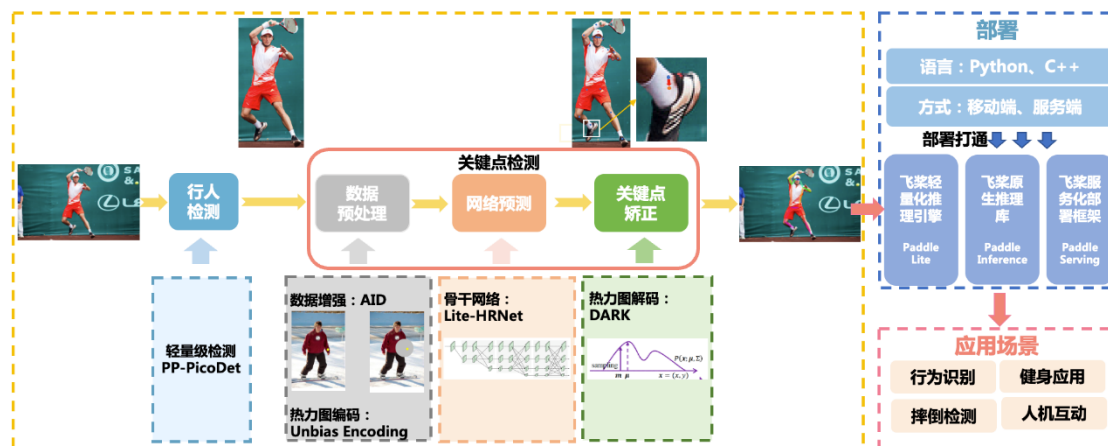 部署
语言：Python、C++
方式：移动端、服务端
部署打通
飞桨轻
量化推
理引擎
Paddle
Lite
飞桨原
生推理
库
Paddle
Inference
飞桨服
务化部
署框架
Paddle
Serving
关键点检测
行人
检测
数据
预处理
网络预测
关键点
矫正
轻量级检测
PP-PicoDet
数据增强：AID
热力图编码：
Unbias Encoding
骨干网络：
Lite-HRNet
热力图解码：
DARK
sampling
P(x; μ, Σ)
m μ
x = (x, y)
应用场景
行为识别
健身应用
摔倒检测
人机互动